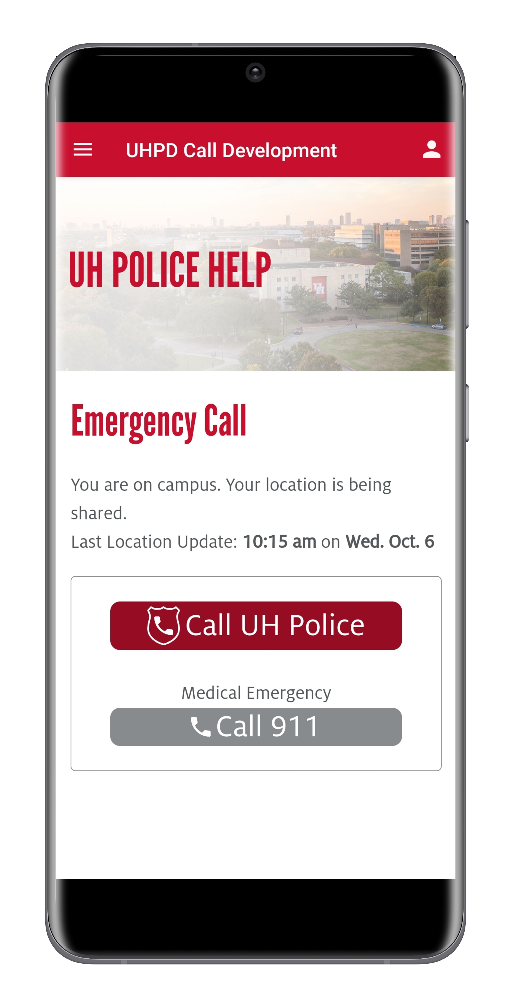 UHPD Call Development
UH POLICE HELP
UH
Emergency Call
You are on campus. Your location is being
shared.
Last Location Update: 10:15 am on Wed. Oct. 6
Call UH Police
Medical Emergency
Call 911